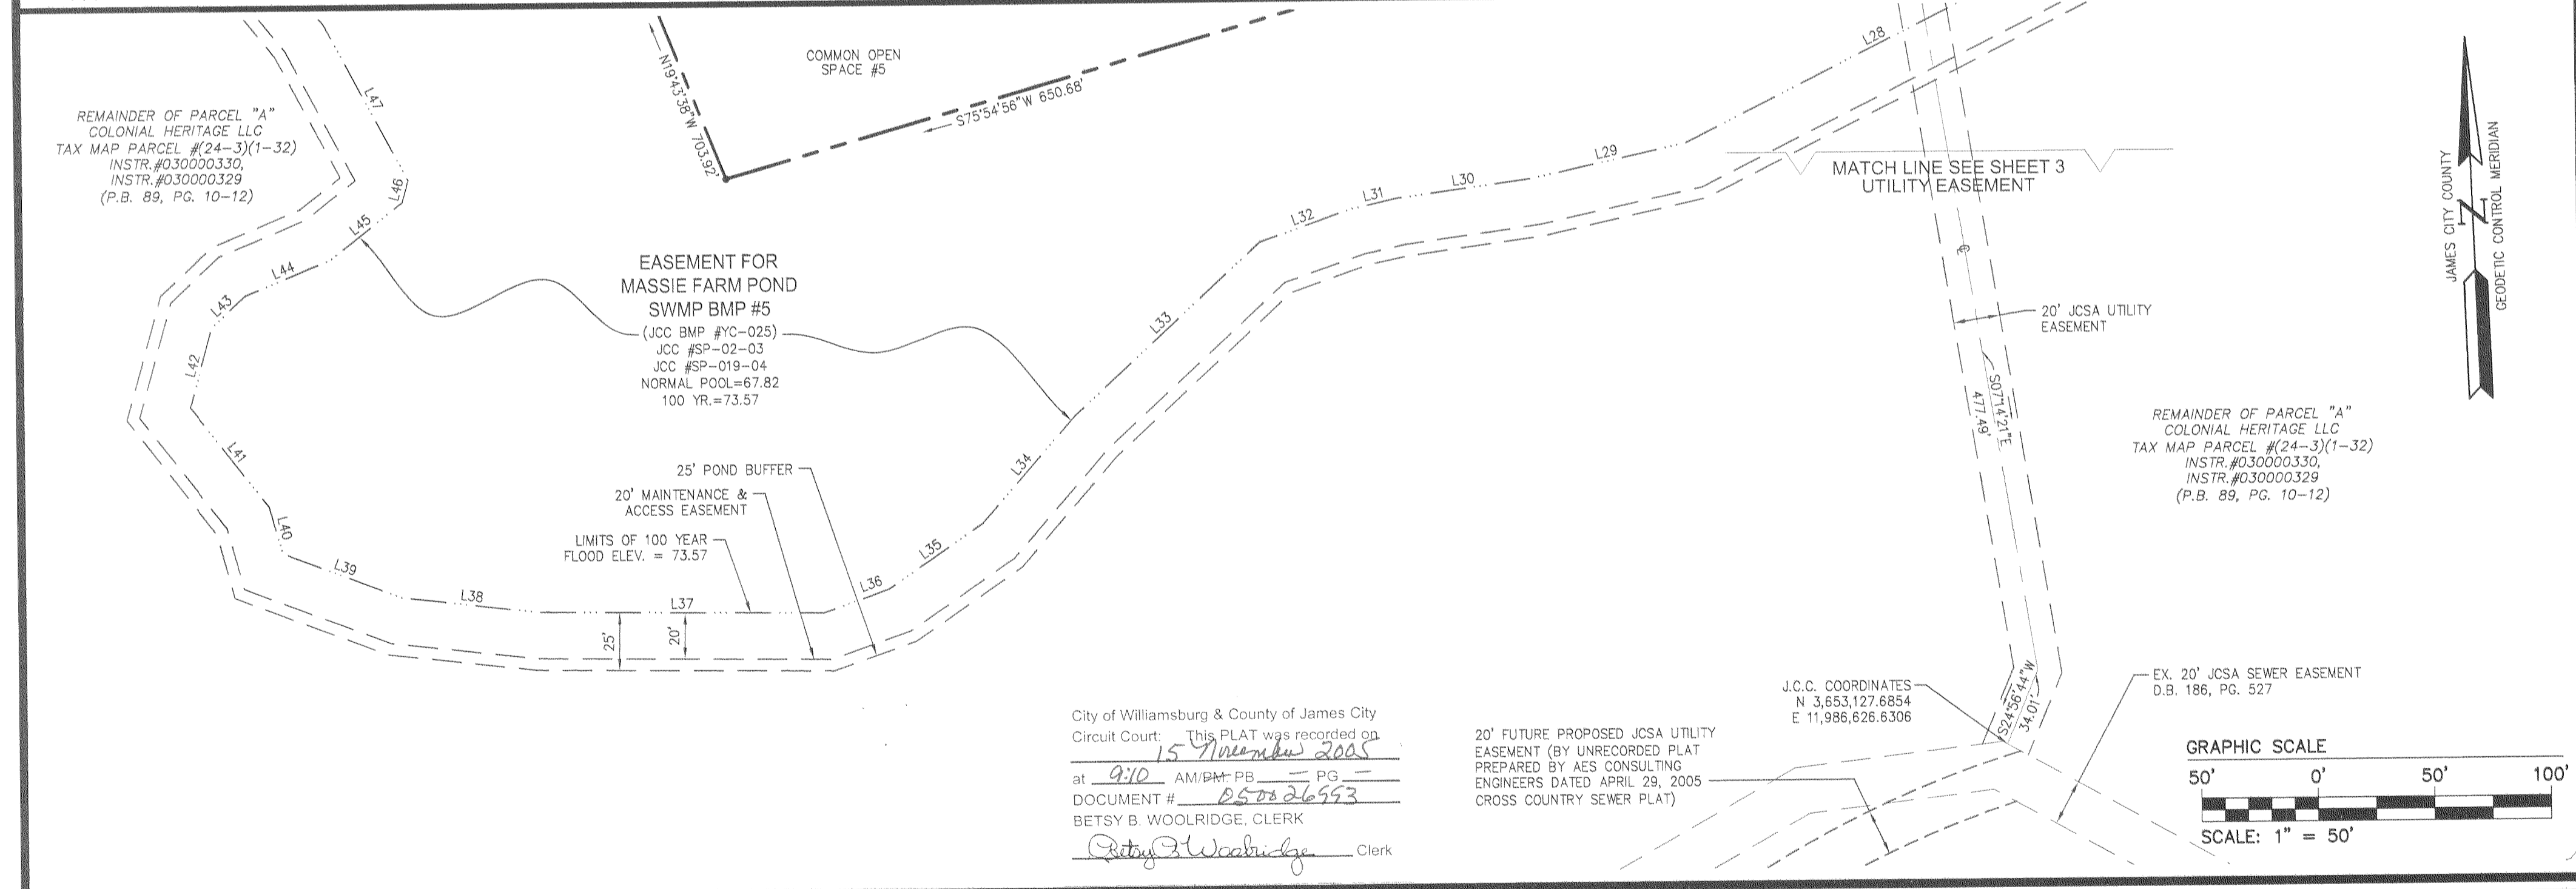 COMMON OPEN
SPACE #5
N19°43'38"W 703.92'
S75°54'56"W 650.68'
L28
L29
L30
L31
L32
L33
L34
L35
L36
L37
L38
L39
L40
L41
L42
L43
L44
L45
L46
L47
REMAINDER OF PARCEL "A"
COLONIAL HERITAGE LLC
TAX MAP PARCEL #(24-3)(1-32)
INSTR.#030000330,
INSTR.#030000329
(P.B. 89, PG. 10-12)
MATCH LINE SEE SHEET 3
UTILITY EASEMENT
JAMES CITY COUNTY
N
GEODETIC CONTROL MERIDIAN
EASEMENT FOR
MASSIE FARM POND
SWMP BMP #5
(JCC BMP #YC-025)
JCC #SP-02-03
JCC #SP-019-04
NORMAL POOL=67.82
100 YR.=73.57
℄
20' JCSA UTILITY
EASEMENT
S07°14'21"E
477.49'
REMAINDER OF PARCEL "A"
COLONIAL HERITAGE LLC
TAX MAP PARCEL #(24-3)(1-32)
INSTR.#030000330,
INSTR.#030000329
(P.B. 89, PG. 10-12)
25' POND BUFFER
20' MAINTENANCE &
ACCESS EASEMENT
LIMITS OF 100 YEAR
FLOOD ELEV. = 73.57
25'
20'
J.C.C. COORDINATES
N 3,653,127.6854
E 11,986,626.6306
S24°56'44"W
34.01'
EX. 20' JCSA SEWER EASEMENT
D.B. 186, PG. 527
City of Williamsburg & County of James City
Circuit Court: This PLAT was recorded on
15 November 2005
at 9:10 AM/PM PB — PG —
DOCUMENT # 050026993
BETSY B. WOOLRIDGE, CLERK
Betsy B Woolridge Clerk
20' FUTURE PROPOSED JCSA UTILITY
EASEMENT (BY UNRECORDED PLAT
PREPARED BY AES CONSULTING
ENGINEERS DATED APRIL 29, 2005
CROSS COUNTRY SEWER PLAT)
GRAPHIC SCALE
50' 0' 50' 100'
SCALE: 1" = 50'